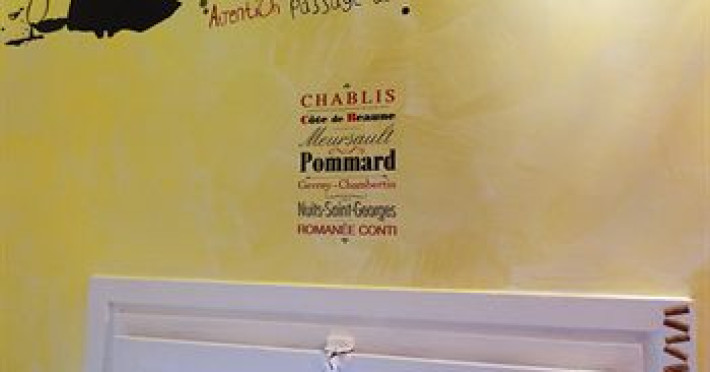 Attention passage
CHABLIS
Côte de Beaune
Meursault
Pommard
Gevrey-Chambertin
Nuits-Saint-Georges
ROMANÉE CONTI